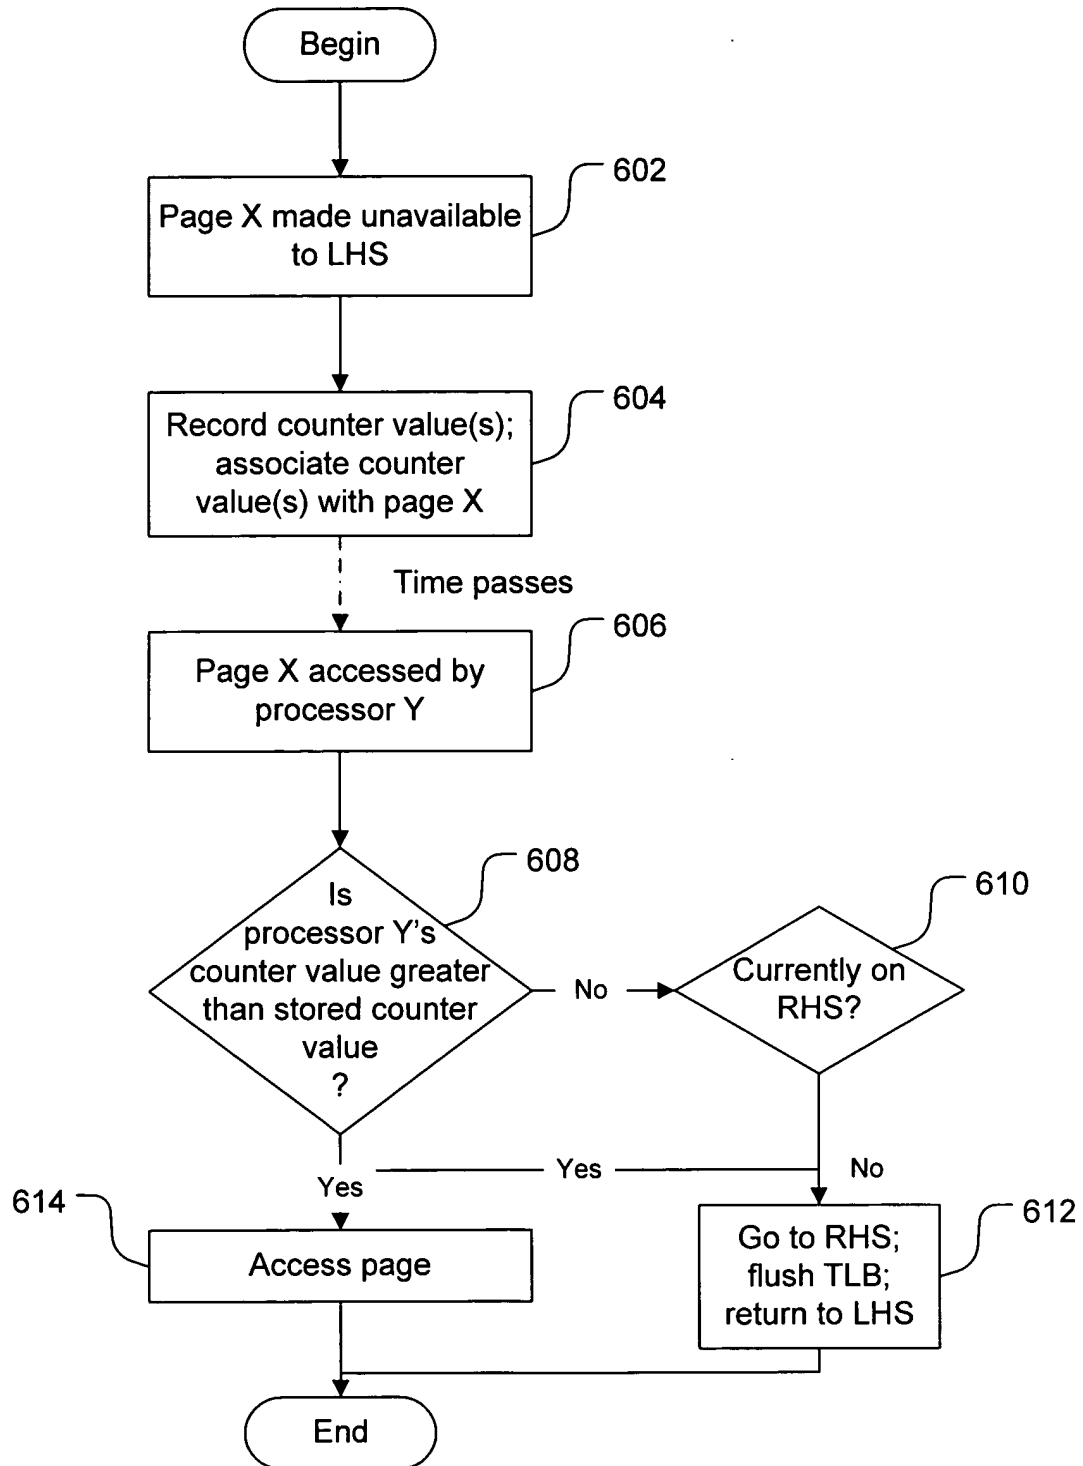 Begin
602
Page X made unavailable
to LHS
604
Record counter value(s);
associate counter
value(s) with page X
Time passes
606
Page X accessed by
processor Y
608
Is
processor Y's
counter value greater
than stored counter
value
?
No
610
Currently on
RHS?
Yes
Yes
No
614
Access page
612
Go to RHS;
flush TLB;
return to LHS
End